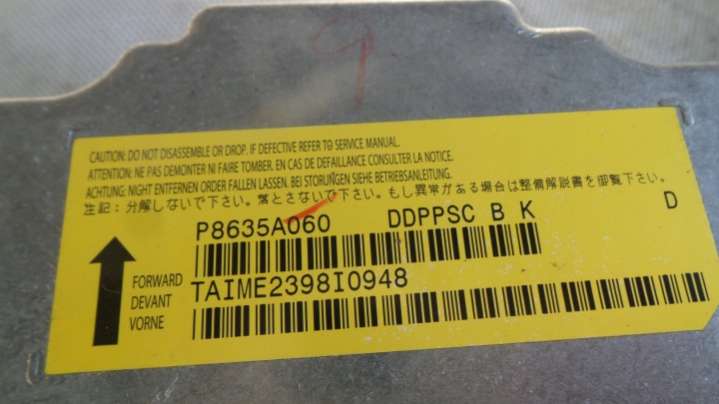 CAUTION: DO NOT DISASSEMBLE OR DROP. IF DEFECTIVE REFER TO SERVICE MANUAL.
ATTENTION: NE PAS DEMONTER NI FAIRE TOMBER. EN CAS DE DEFAILLANCE CONSULTER LA NOTICE.
ACHTUNG: NIGHT ENTFERNEN ORDER FALLEN LASSEN. BEI STORUNGEN SIEHE BETRIEBSANLEITUNG.
注記：分解しないで下さい。落とさないで下さい。もし異常がある場合は整備解説書を御覧下さい。
P8635A060 DDPPSC B K D
FORWARD
DEVANT
VORNE
TAIME2398I0948